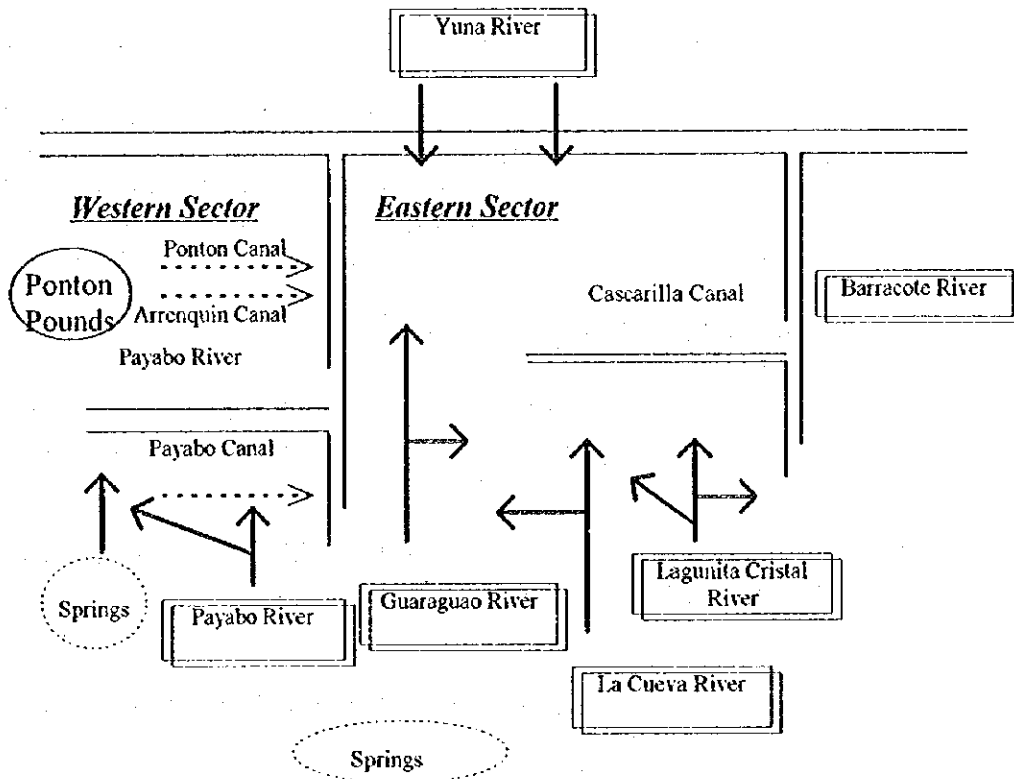 Yuna River
Western Sector
Eastern Sector
Ponton Canal
Ponton
Pounds
Arrenquin Canal
Cascarilla Canal
Barracote River
Payabo River
Payabo Canal
Springs
Payabo River
Guaraguao River
Lagunita Cristal
River
La Cueva River
Springs